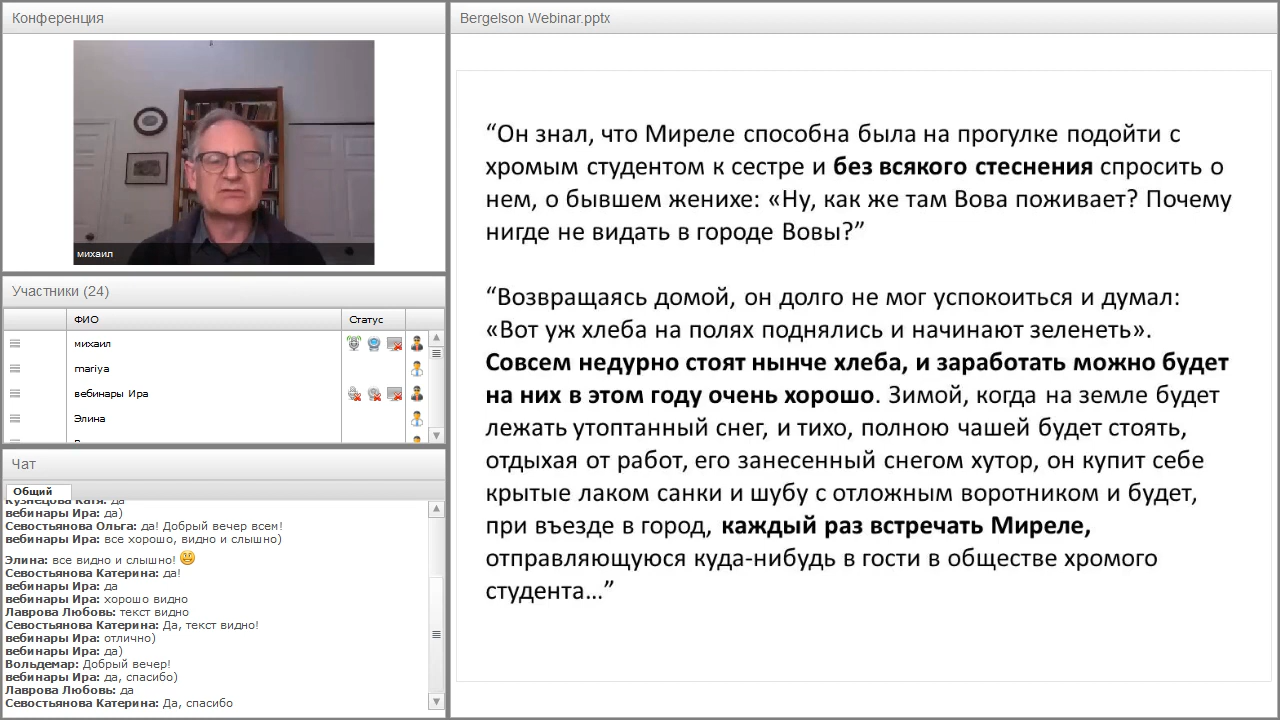 Конференция
михаил
Участники (24)
ФИО
Статус
михаил
mariya
вебинары Ира
Элина
Чат
Общий
Кузнецова Катя: да
вебинары Ира: да)
Севостьянова Ольга: да! Добрый вечер всем!
вебинары Ира: все хорошо, видно и слышно)
Элина: все видно и слышно!
Севостьянова Катерина: да!
вебинары Ира: да
вебинары Ира: хорошо видно
Лаврова Любовь: текст видно
Севостьянова Катерина: Да, текст видно!
вебинары Ира: отлично)
вебинары Ира: да)
Вольдемар: Добрый вечер!
вебинары Ира: да, спасибо)
Лаврова Любовь: да
Севостьянова Катерина: Да, спасибо
Bergelson Webinar.pptx
“Он знал, что Миреле способна была на прогулке подойти с
хромым студентом к сестре и без всякого стеснения спросить о
нем, о бывшем женихе: «Ну, как же там Вова поживает? Почему
нигде не видать в городе Вовы?”
“Возвращаясь домой, он долго не мог успокоиться и думал:
«Вот уж хлеба на полях поднялись и начинают зеленеть».
Совсем недурно стоят нынче хлеба, и заработать можно будет
на них в этом году очень хорошо. Зимой, когда на земле будет
лежать утоптанный снег, и тихо, полною чашей будет стоять,
отдыхая от работ, его занесенный снегом хутор, он купит себе
крытые лаком санки и шубу с отложным воротником и будет,
при въезде в город, каждый раз встречать Миреле,
отправляющуюся куда-нибудь в гости в обществе хромого
студента…”